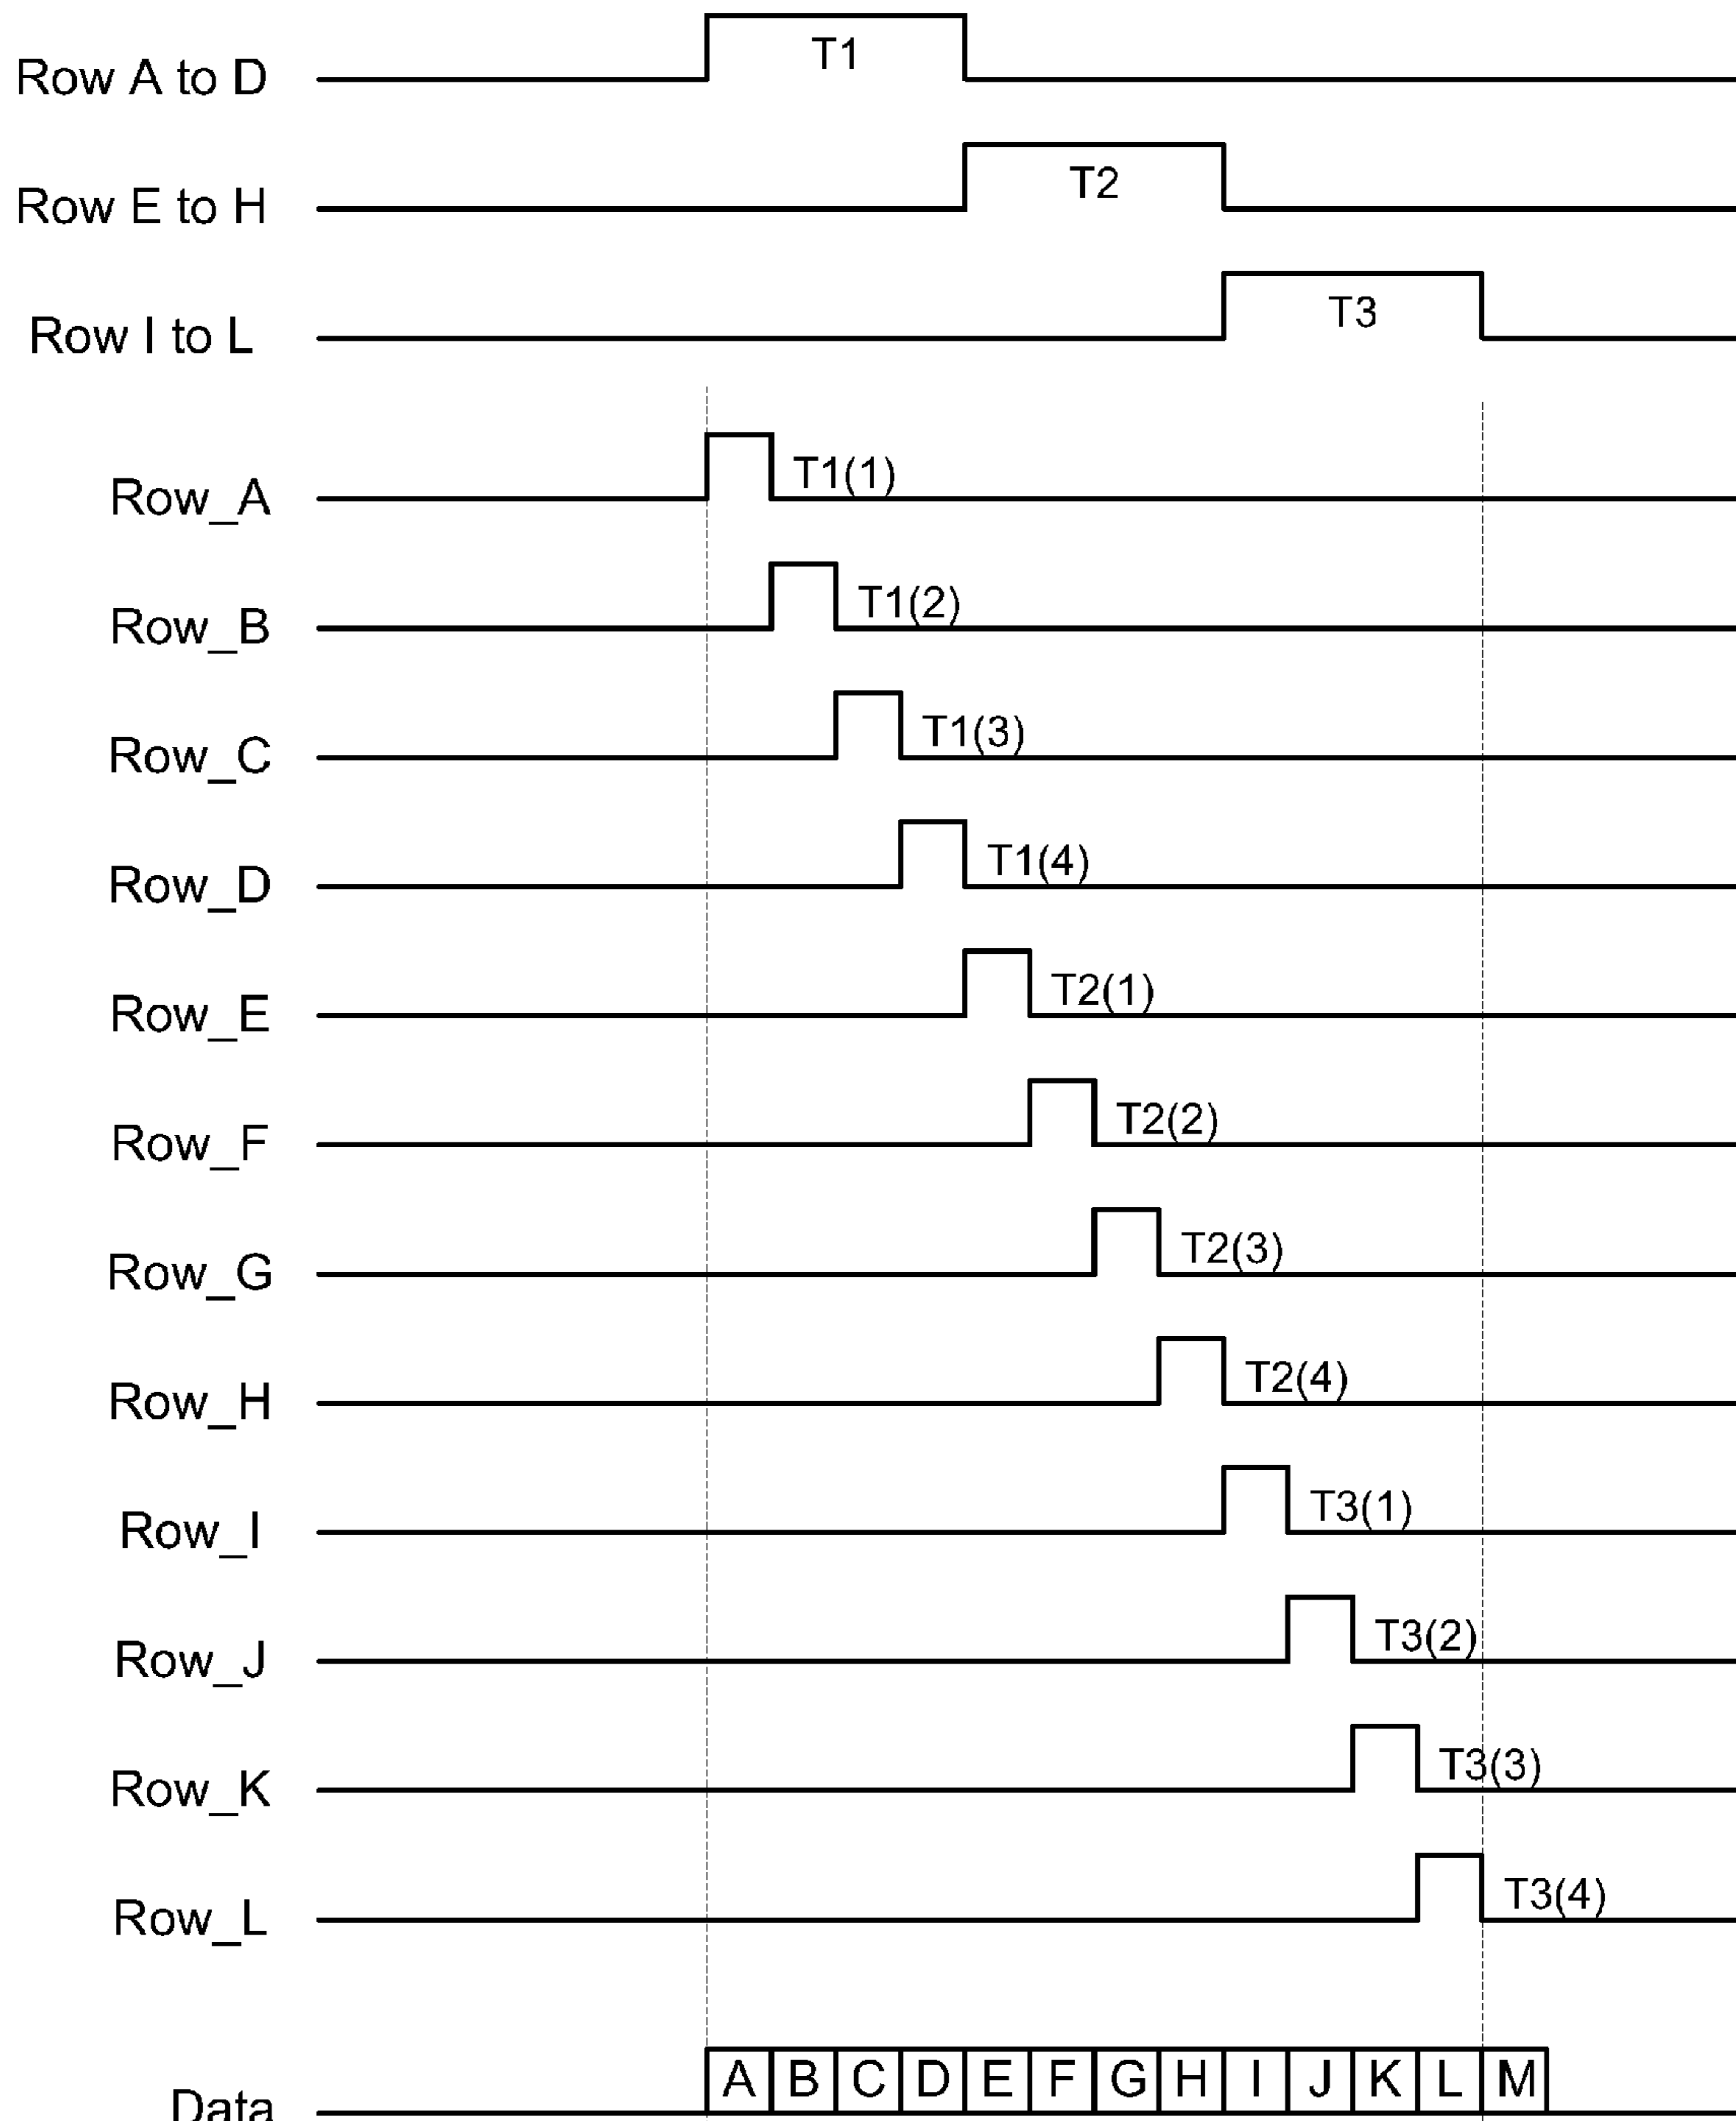 T1
Row A to D
T2
Row E to H
T3
Row I to L
Row_A T1(1)
Row_B T1(2)
Row_C T1(3)
Row_D T1(4)
Row_E T2(1)
Row_F T2(2)
Row_G T2(3)
Row_H T2(4)
Row_I T3(1)
Row_J T3(2)
Row_K T3(3)
Row_L T3(4)
A B C D E F G H I J K L M
Data